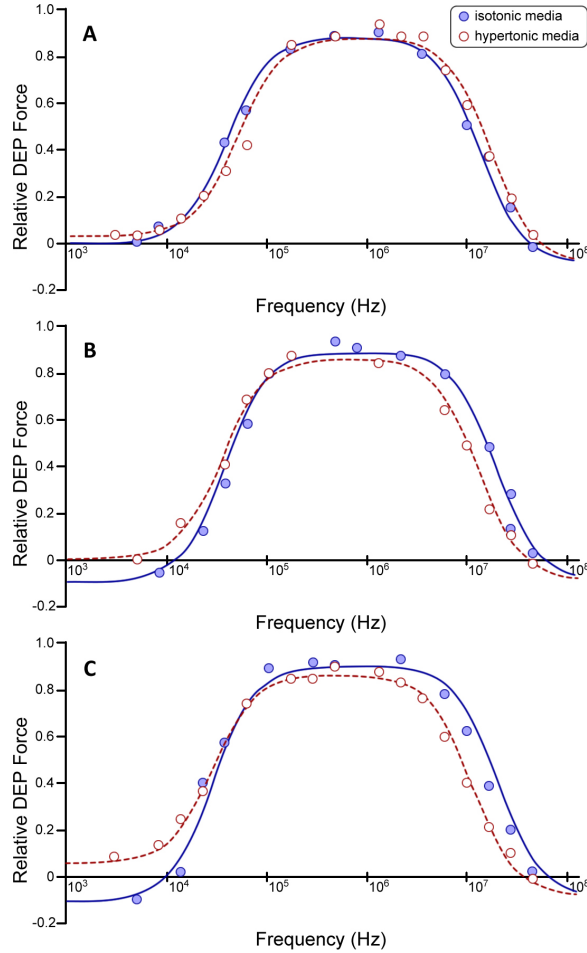 A
isotonic media
hypertonic media
Relative DEP Force
1.0
0.8
0.6
0.4
0.2
0
-0.2
10³ 10⁴ 10⁵ 10⁶ 10⁷ 10⁸
Frequency (Hz)
B
Relative DEP Force
1.0
0.8
0.6
0.4
0.2
0
-0.2
10³ 10⁴ 10⁵ 10⁶ 10⁷ 10⁸
Frequency (Hz)
C
Relative DEP Force
1.0
0.8
0.6
0.4
0.2
0
-0.2
10³ 10⁴ 10⁵ 10⁶ 10⁷ 10⁸
Frequency (Hz)